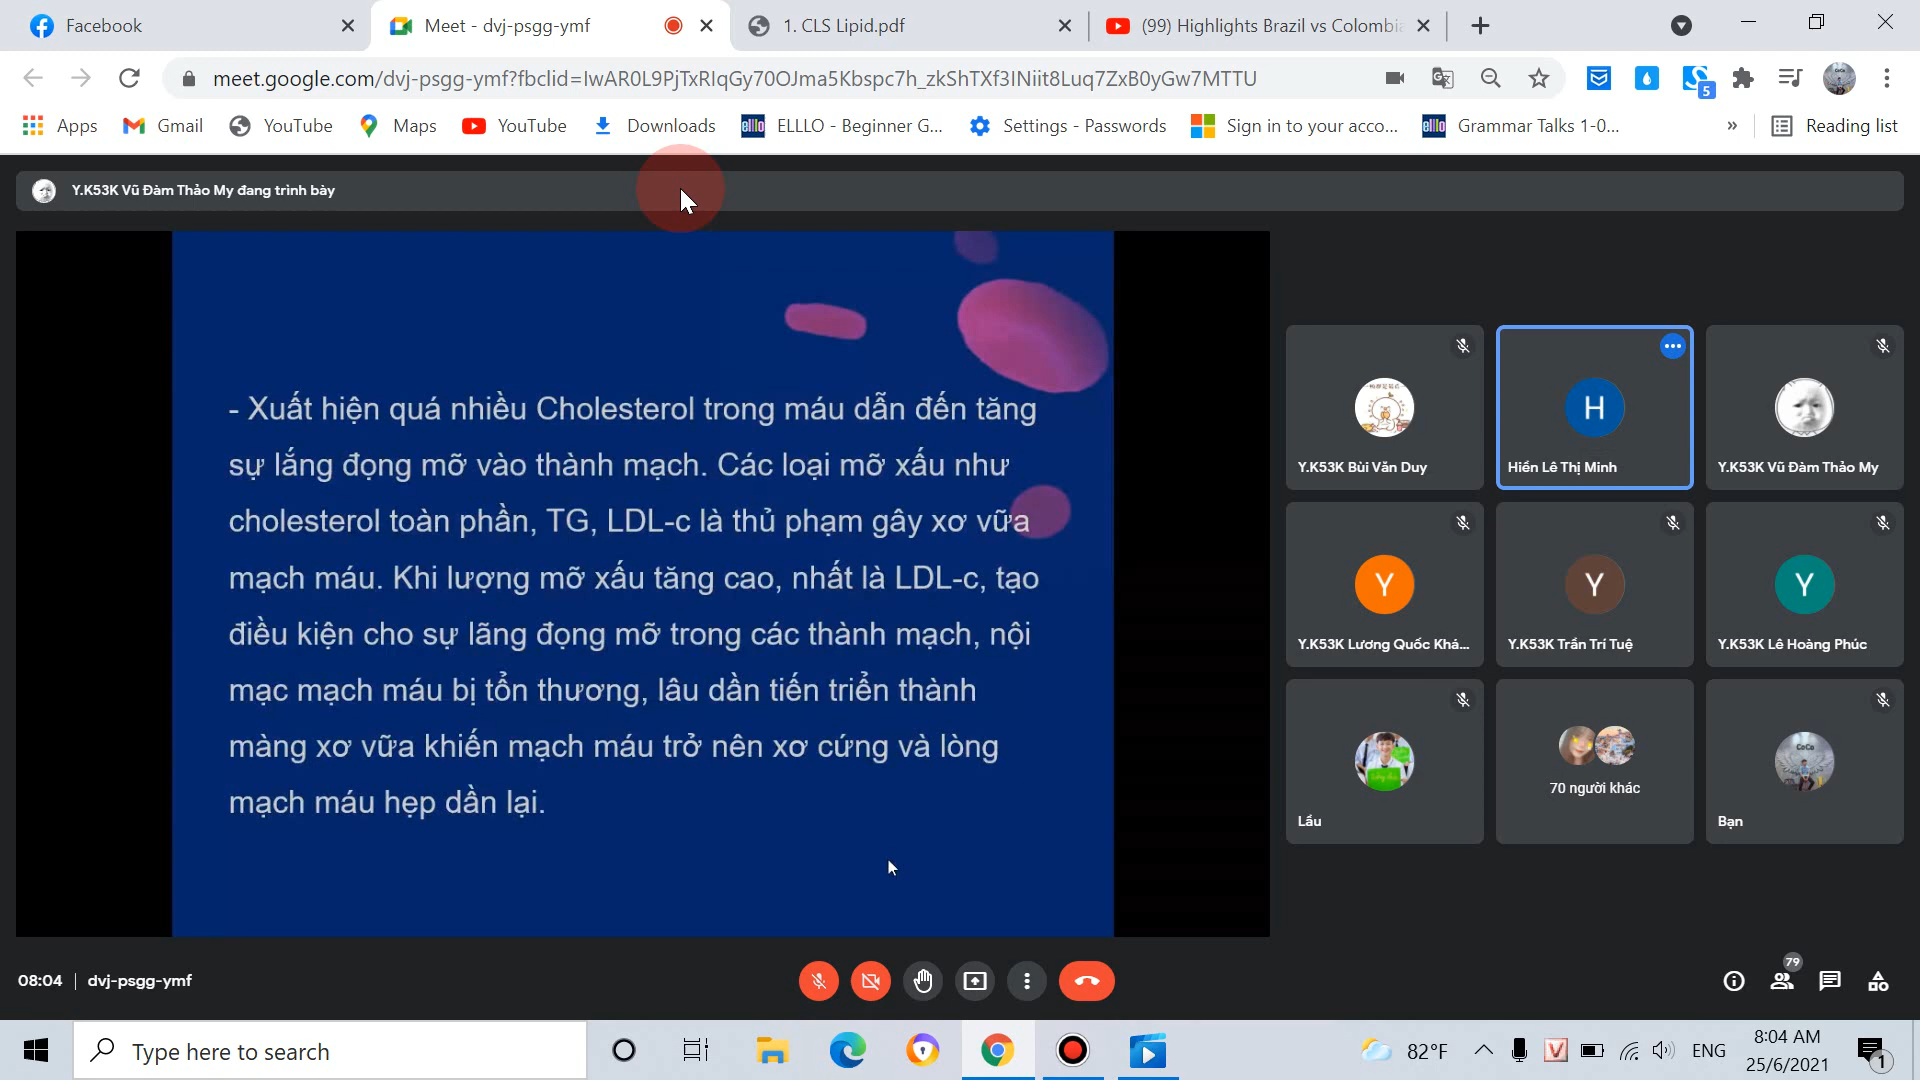 Facebook
Meet - dvj-psgg-ymf
1. CLS Lipid.pdf
(99) Highlights Brazil vs Colombia
meet.google.com/dvj-psgg-ymf?fbclid=IwAR0L9PjTxRIqGy70OJma5Kbspc7h_zkShTXf3INiit8Luq7ZxB0yGw7MTTU
5
Apps
Gmail
YouTube
Maps
YouTube
Downloads
elllo
ELLLO - Beginner G...
Settings - Passwords
Sign in to your acco...
elllo
Grammar Talks 1-0...
»
Reading list
Y.K53K Vũ Đàm Thảo My đang trình bày
- Xuất hiện quá nhiều Cholesterol trong máu dẫn đến tăng
sự lắng đọng mỡ vào thành mạch. Các loại mỡ xấu như
cholesterol toàn phần, TG, LDL-c là thủ phạm gây xơ vữa
mạch máu. Khi lượng mỡ xấu tăng cao, nhất là LDL-c, tạo
điều kiện cho sự lãng đọng mỡ trong các thành mạch, nội
mạc mạch máu bị tổn thương, lâu dần tiến triển thành
màng xơ vữa khiến mạch máu trở nên xơ cứng và lòng
mạch máu hẹp dần lại.
Y.K53K Bùi Văn Duy
H
Hiền Lê Thị Minh
Y.K53K Vũ Đàm Thảo My
Y
Y.K53K Lương Quốc Khá...
Y
Y.K53K Trần Trí Tuệ
Y
Y.K53K Lê Hoàng Phúc
Lầu
70 người khác
CoCo
Bạn
08:04 | dvj-psgg-ymf
79
Type here to search
82°F
V
ENG
8:04 AM
25/6/2021
1